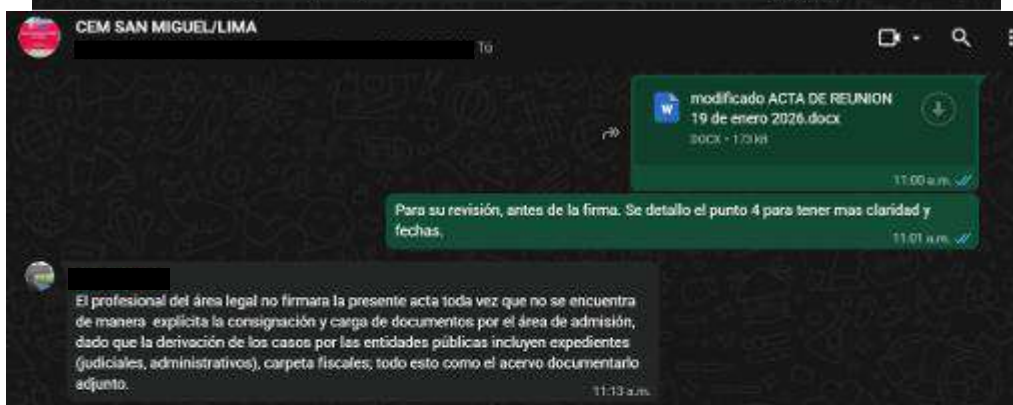 CEM SAN MIGUEL/LIMA
modificado ACTA DE REUNION
19 de enero 2026.docx
DOCX • 173 kB
11:00 a.m.
Para su revisión, antes de la firma. Se detallo el punto 4 para tener mas claridad y
fechas.
11:01 a.m.
El profesional del área legal no firmara la presente acta toda vez que no se encuentra
de manera explícita la consignación y carga de documentos por el área de admisión,
dado que la derivación de los casos por las entidades públicas incluyen expedientes
(judiciales, administrativos), carpeta fiscales; todo esto como el acervo documentario
adjunto.
11:13 a.m.